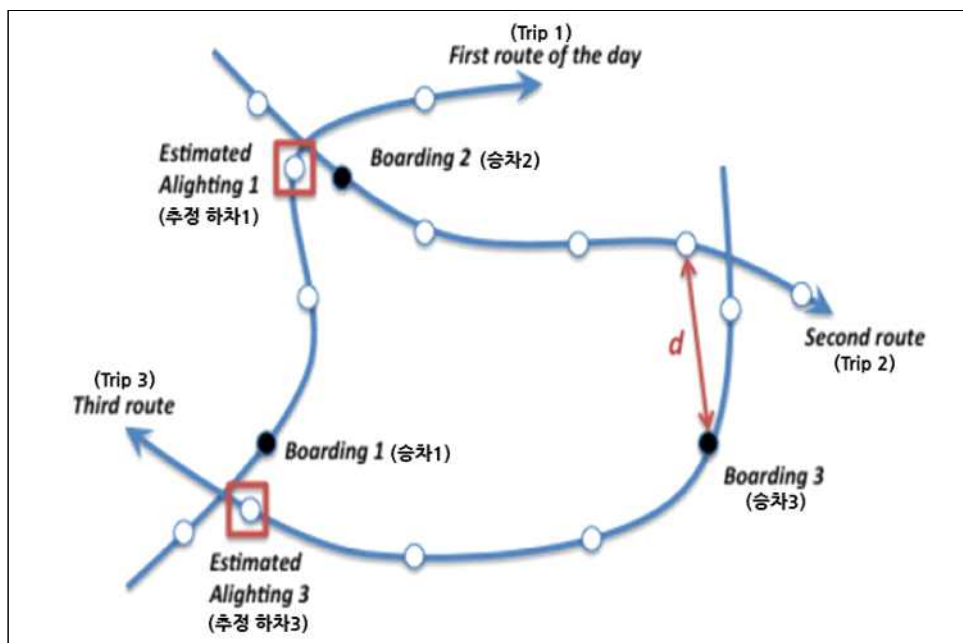 (Trip 1)
First route of the day
Estimated
Alighting 1
(추정 하차1)
Boarding 2 (승차2)
d
Second route
(Trip 2)
(Trip 3)
Third route
Boarding 1 (승차1)
Boarding 3
(승차3)
Estimated
Alighting 3
(추정 하차3)